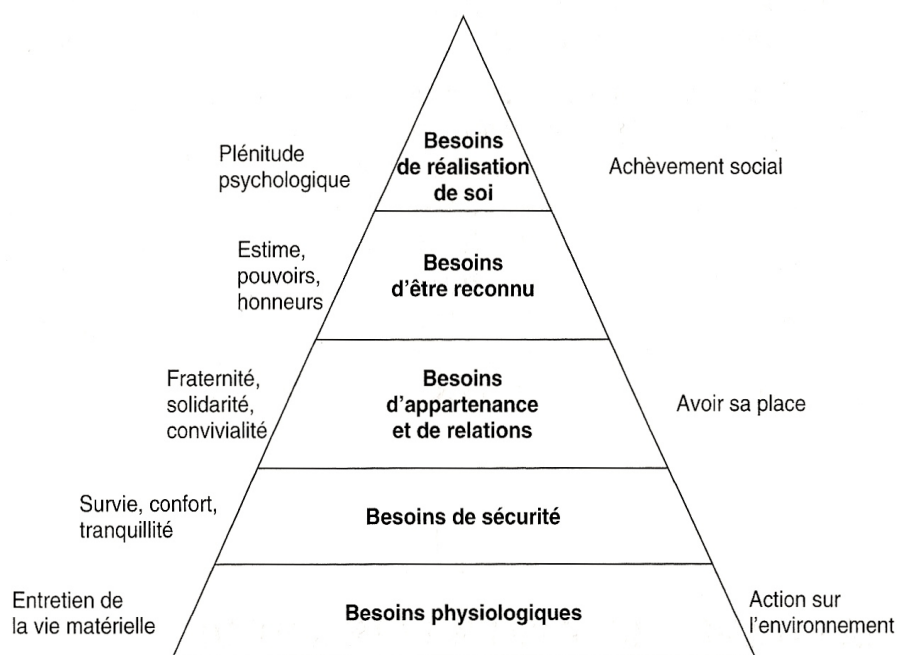 Plénitude
psychologique
Besoins
de réalisation
de soi
Achèvement social
Estime,
pouvoirs,
honneurs
Besoins
d'être reconnu
Fraternité,
solidarité,
convivialité
Besoins
d'appartenance
et de relations
Avoir sa place
Survie, confort,
tranquillité
Besoins de sécurité
Entretien de
la vie matérielle
Besoins physiologiques
Action sur
l'environnement